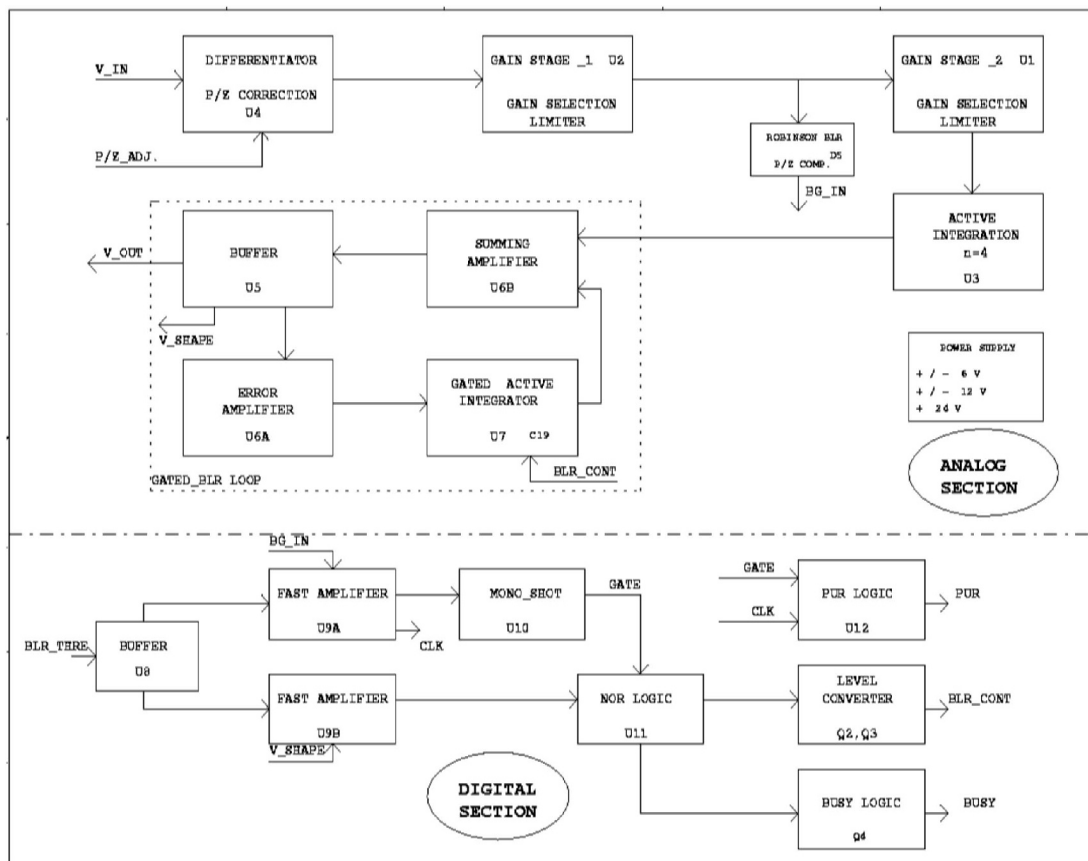 DIFFERENTIATOR
P/Z CORRECTION
U4
V_IN
P/Z_ADJ.
GAIN STAGE _1 U2
GAIN SELECTION
LIMITER
GAIN STAGE _2 U1
GAIN SELECTION
LIMITER
ROBINSON BLR
D5
P/Z COMP.
BG_IN
ACTIVE
INTEGRATION
n=4
U3
V_OUT
BUFFER
U5
SUMMING
AMPLIFIER
U6B
V_SHAPE
ERROR
AMPLIFIER
U6A
GATED ACTIVE
INTEGRATOR
U7 C19
BLR_CONT
GATED_BLR LOOP
POWER SUPPLY
+ / - 6 V
+ / - 12 V
+ 24 V
ANALOG
SECTION
BG_IN
FAST AMPLIFIER
U9A
CLK
MONO_SHOT
U10
GATE
GATE
CLK
PUR LOGIC
U12
PUR
BLR_THRE
BUFFER
U8
FAST AMPLIFIER
U9B
V_SHAPE
NOR LOGIC
U11
LEVEL
CONVERTER
Q2,Q3
BLR_CONT
DIGITAL
SECTION
BUSY LOGIC
Q4
BUSY